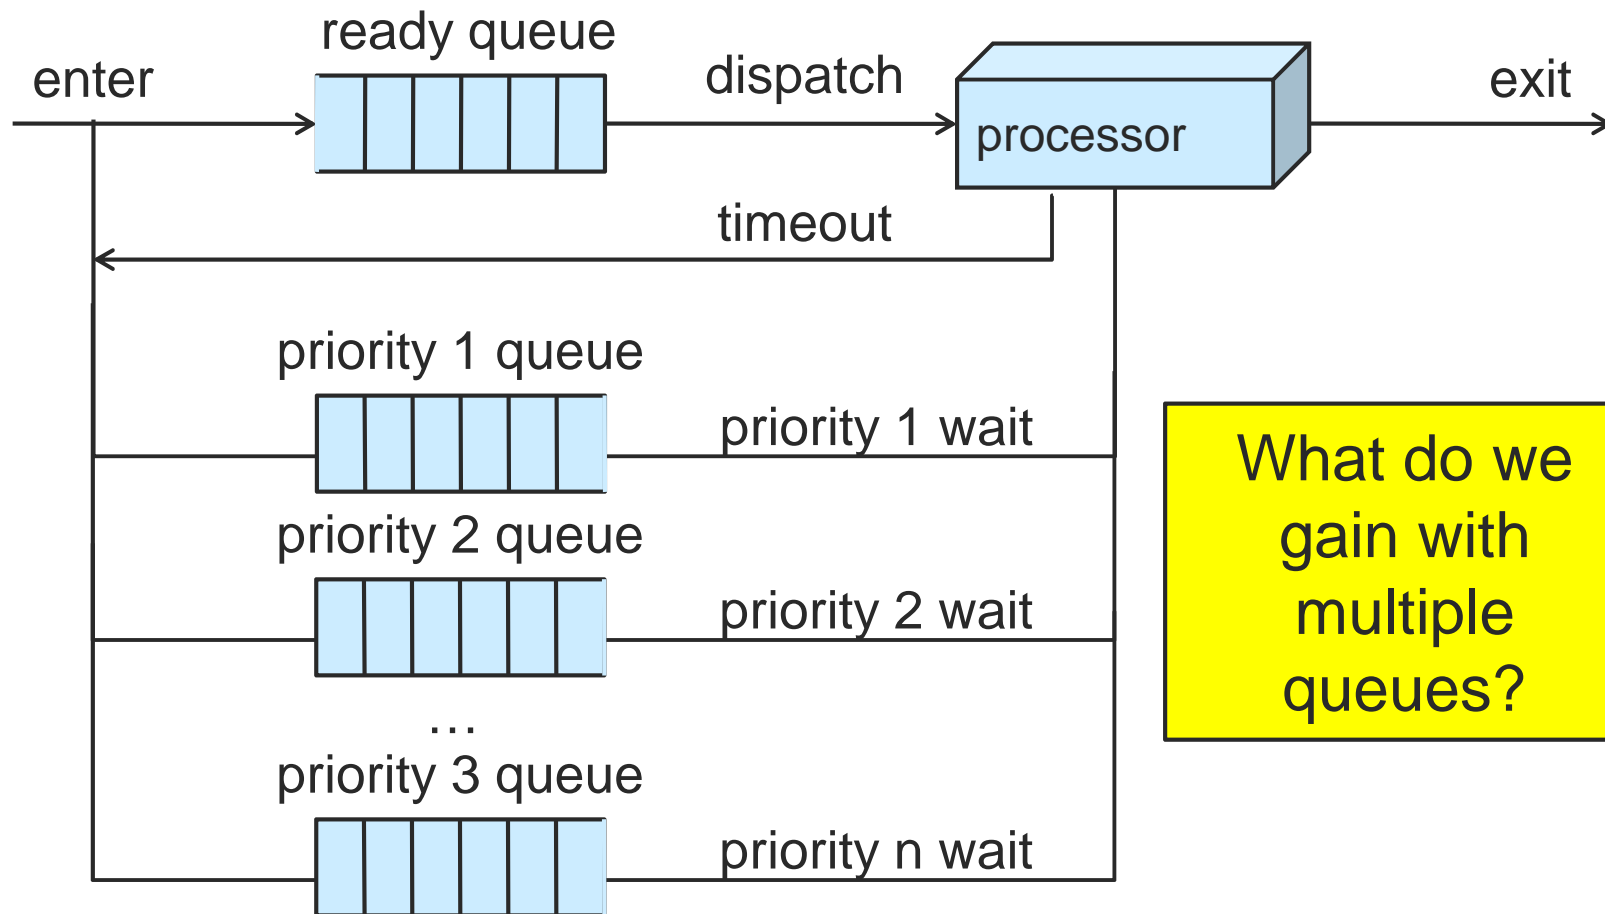 ready queue
enter
dispatch
exit
processor
timeout
priority 1 queue
priority 1 wait
What do we
gain with
multiple
queues?
priority 2 queue
priority 2 wait
…
priority 3 queue
priority n wait